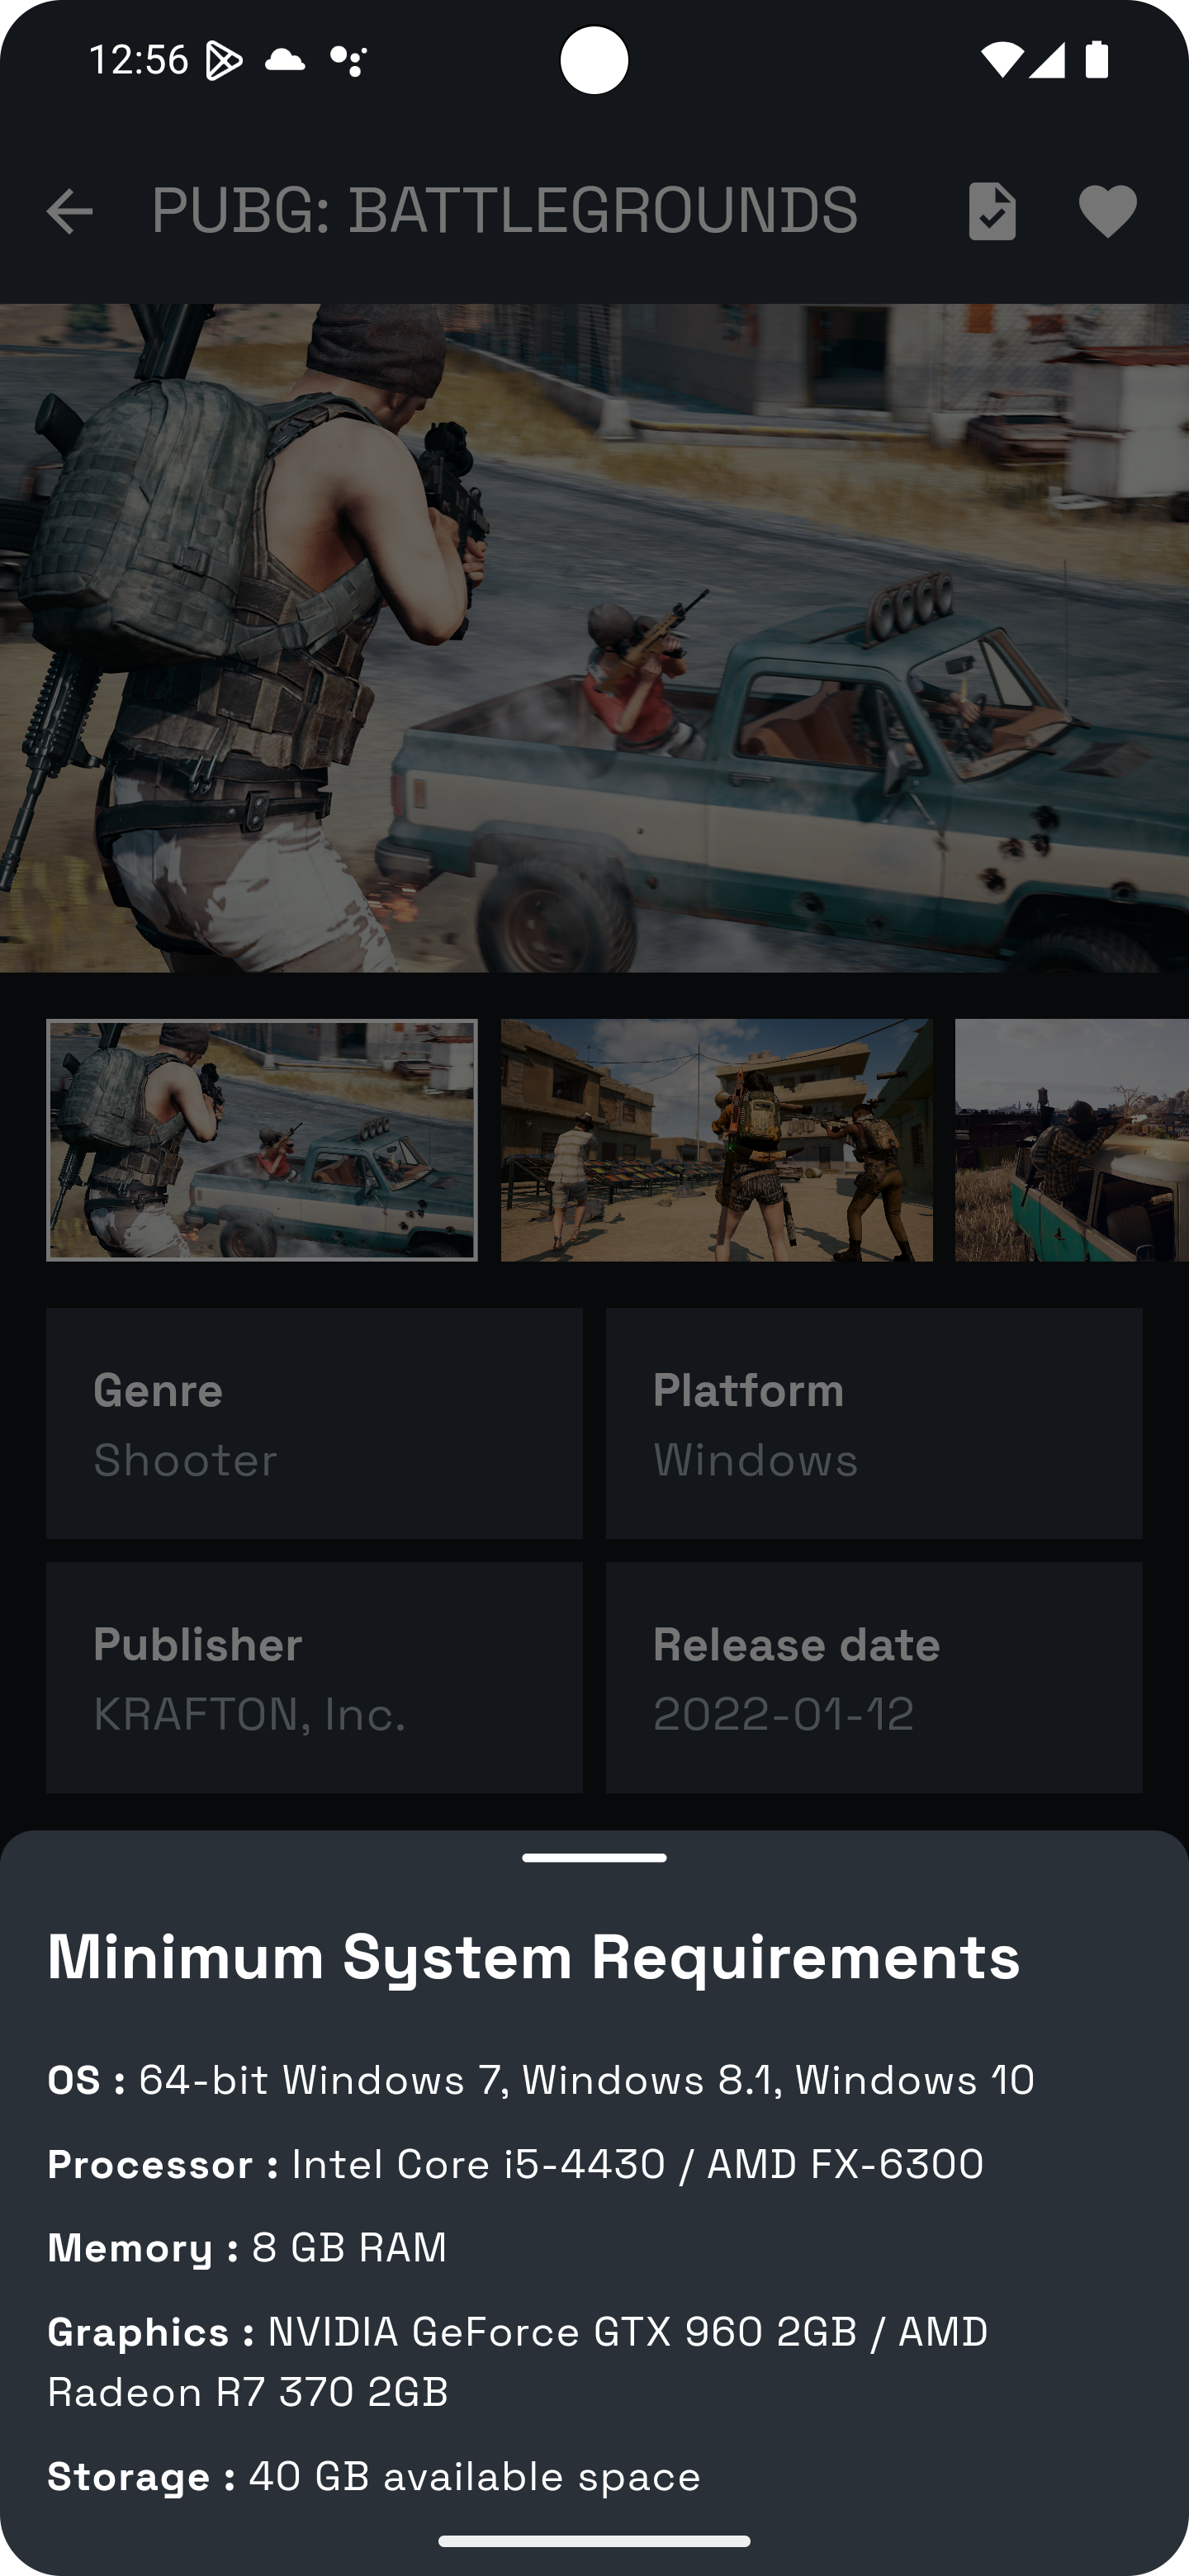 12:56
PUBG: BATTLEGROUNDS
Genre
Shooter
Platform
Windows
Publisher
KRAFTON, Inc.
Release date
2022-01-12
Minimum System Requirements
OS : 64-bit Windows 7, Windows 8.1, Windows 10
Processor : Intel Core i5-4430 / AMD FX-6300
Memory : 8 GB RAM
Graphics : NVIDIA GeForce GTX 960 2GB / AMD
Radeon R7 370 2GB
Storage : 40 GB available space